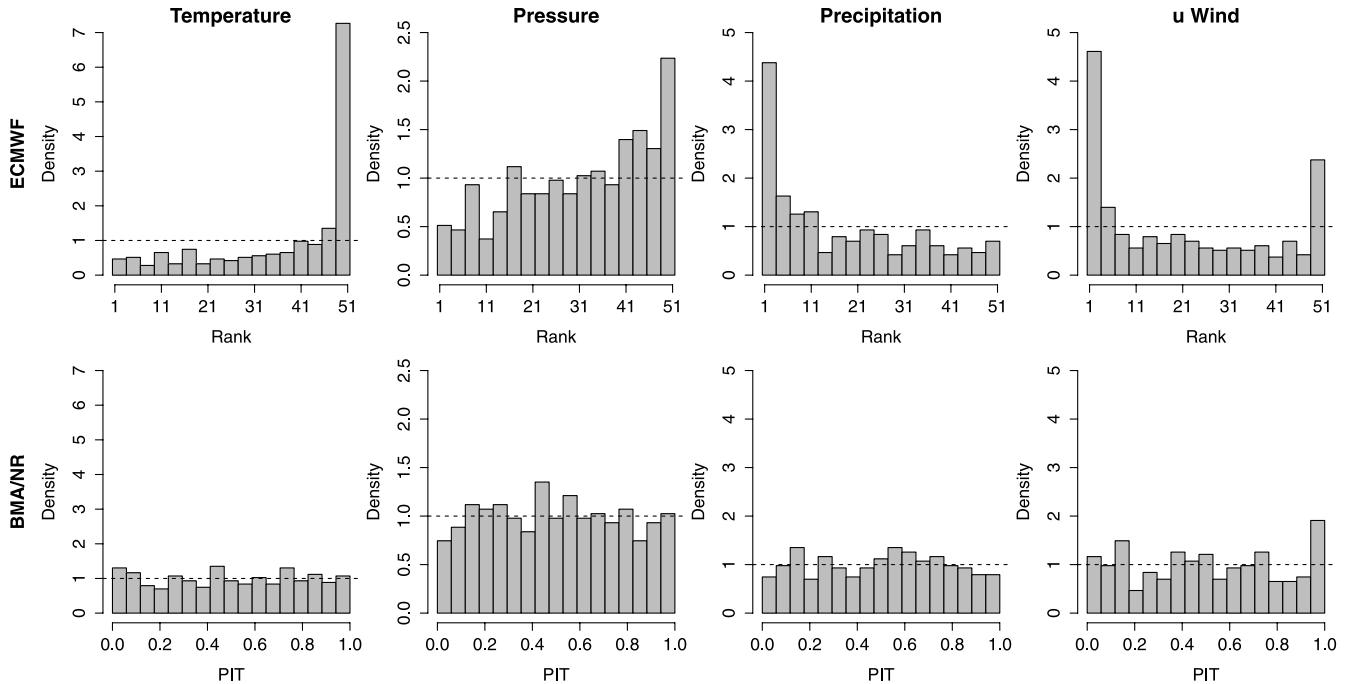 Temperature Pressure Precipitation u Wind
ECMWF
Density
0 1 2 3 4 5 6 7
1 11 21 31 41 51
Rank
Density
0.0 0.5 1.0 1.5 2.0 2.5
1 11 21 31 41 51
Rank
Density
0 1 2 3 4 5
1 11 21 31 41 51
Rank
Density
0 1 2 3 4 5
1 11 21 31 41 51
Rank
BMA/NR
Density
0 1 2 3 4 5 6 7
0.0 0.2 0.4 0.6 0.8 1.0
PIT
Density
0.0 0.5 1.0 1.5 2.0 2.5
0.0 0.2 0.4 0.6 0.8 1.0
PIT
Density
0 1 2 3 4 5
0.0 0.2 0.4 0.6 0.8 1.0
PIT
Density
0 1 2 3 4 5
0.0 0.2 0.4 0.6 0.8 1.0
PIT